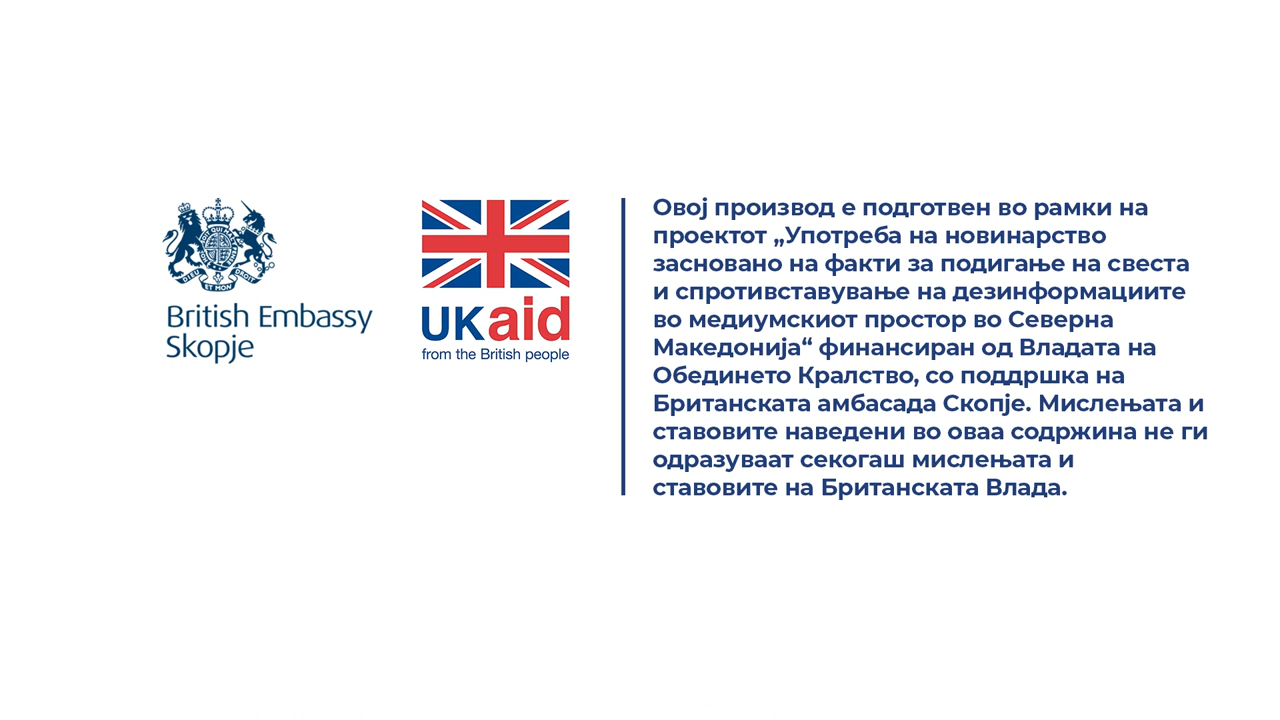 British Embassy
Skopje
UKaid
from the British people
Овој производ е подготвен во рамки на
проектот „Употреба на новинарство
засновано на факти за подигање на свеста
и спротивставување на дезинформациите
во медиумскиот простор во Северна
Македонија“ финансиран од Владата на
Обединето Кралство, со поддршка на
Британската амбасада Скопје. Мислењата и
ставовите наведени во оваа содржина не ги
одразуваат секогаш мислењата и
ставовите на Британската Влада.